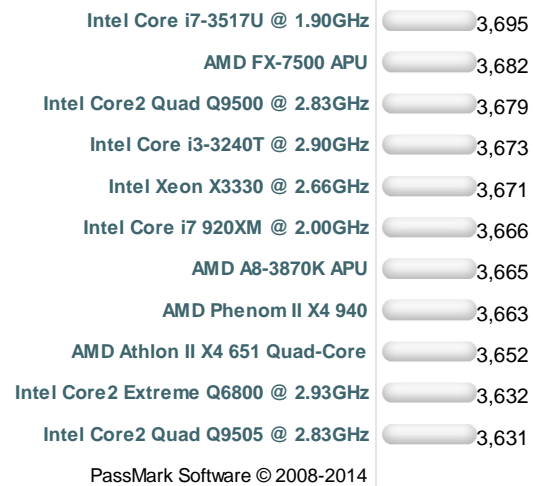 Intel Core i7-3517U @ 1.90GHz 3,695
AMD FX-7500 APU 3,682
Intel Core2 Quad Q9500 @ 2.83GHz 3,679
Intel Core i3-3240T @ 2.90GHz 3,673
Intel Xeon X3330 @ 2.66GHz 3,671
Intel Core i7 920XM @ 2.00GHz 3,666
AMD A8-3870K APU 3,665
AMD Phenom II X4 940 3,663
AMD Athlon II X4 651 Quad-Core 3,652
Intel Core2 Extreme Q6800 @ 2.93GHz 3,632
Intel Core2 Quad Q9505 @ 2.83GHz 3,631
PassMark Software © 2008-2014